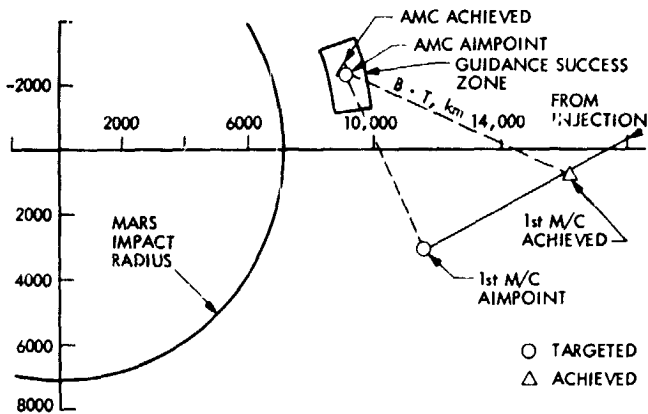 AMC ACHIEVED
AMC AIMPOINT
GUIDANCE SUCCESS
ZONE
-2000
B · T, km
FROM
INJECTION
2000
6000
10,000
14,000
2000
1st M/C
ACHIEVED
MARS
IMPACT
RADIUS
4000
1st M/C
AIMPOINT
6000
TARGETED
ACHIEVED
8000